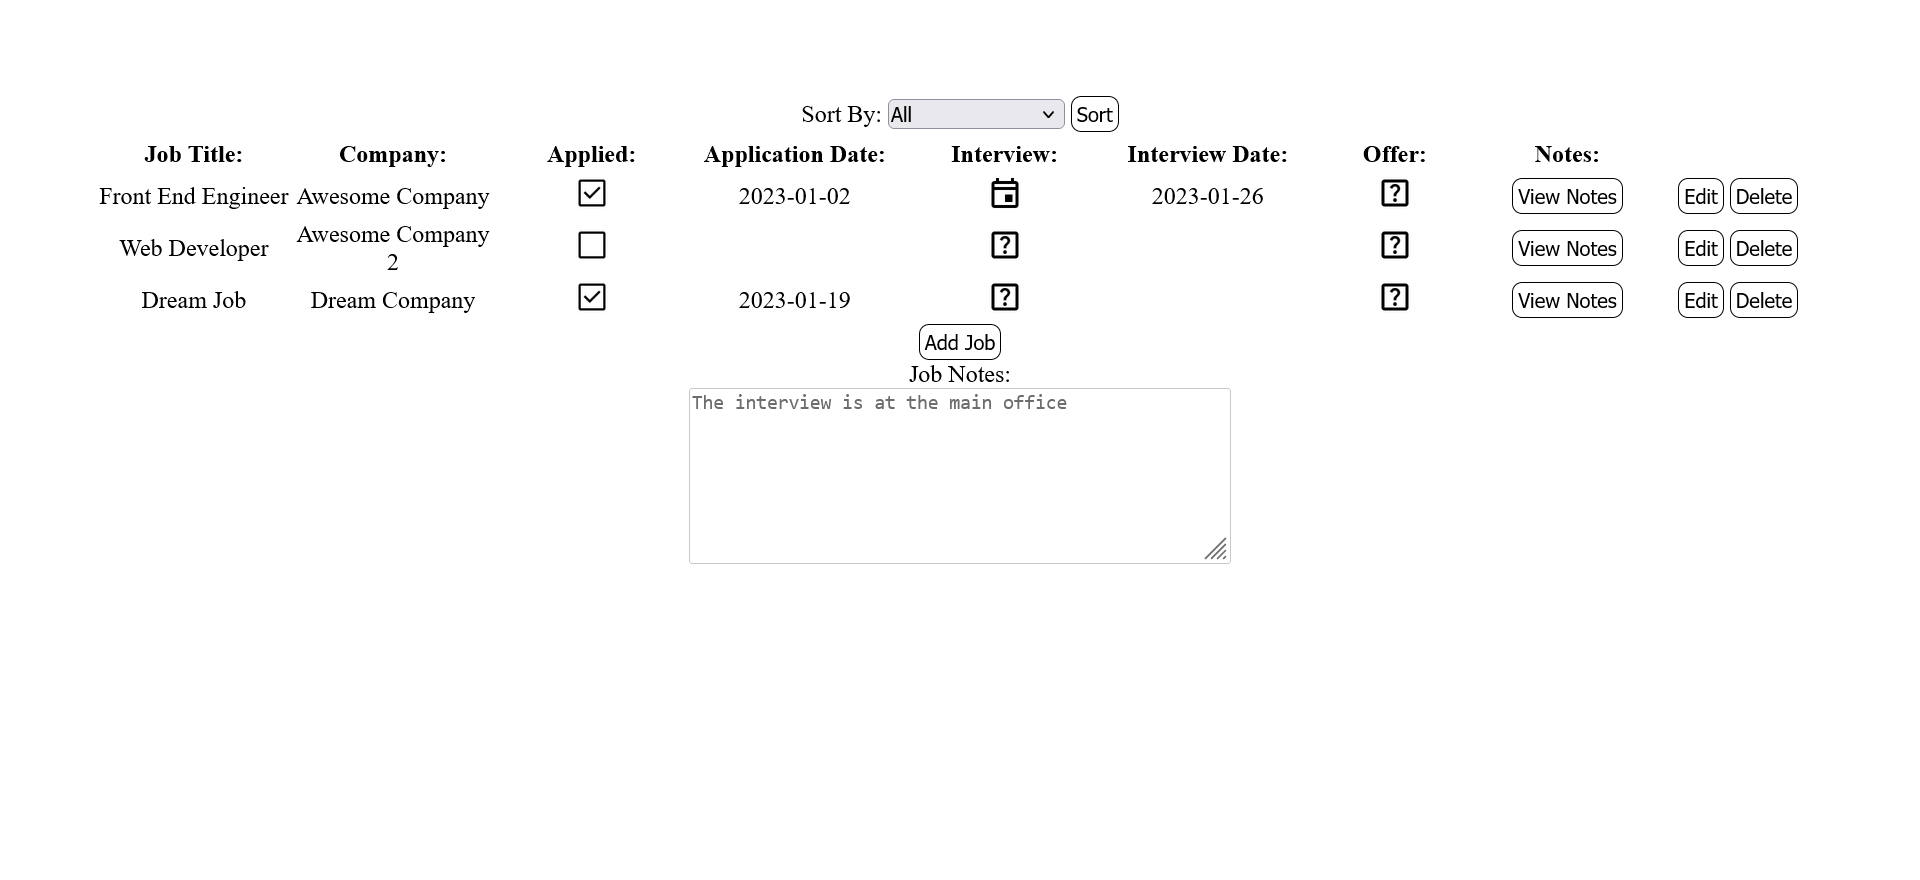 Sort By: All Sort
Job Title: Company: Applied: Application Date: Interview: Interview Date: Offer: Notes:
Front End Engineer Awesome Company 2023-01-02 2023-01-26 ? View Notes Edit Delete
Web Developer Awesome Company 2 ? ? View Notes Edit Delete
Dream Job Dream Company 2023-01-19 ? ? View Notes Edit Delete
Add Job
Job Notes:
The interview is at the main office